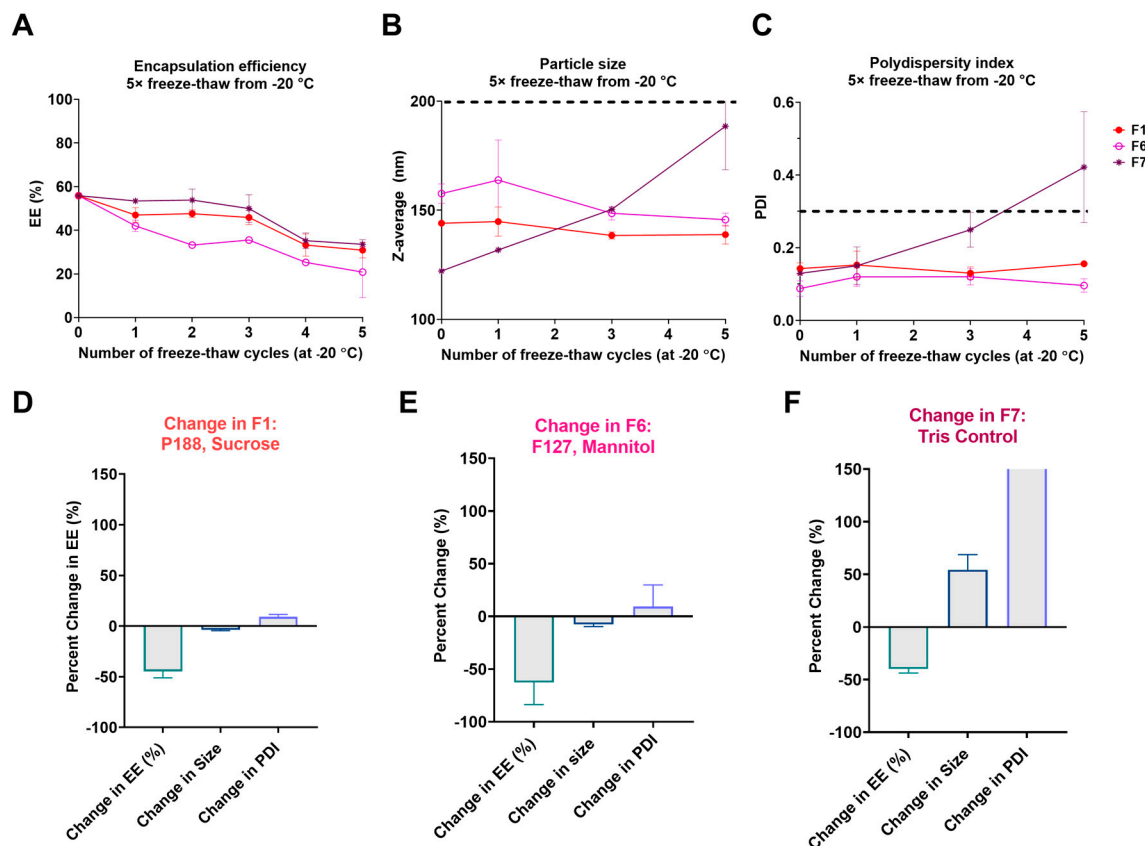 A
Encapsulation efficiency
5× freeze-thaw from -20 °C
EE (%)
100
80
60
40
20
0
0 1 2 3 4 5
Number of freeze-thaw cycles (at -20 °C)
B
Particle size
5× freeze-thaw from -20 °C
Z-average (nm)
200
150
100
0 1 3 5
Number of freeze-thaw cycles (at -20 °C)
C
Polydispersity index
5× freeze-thaw from -20 °C
PDI
0.6
0.4
0.2
0.0
0 1 3 5
Number of freeze-thaw cycles (at -20 °C)
F1
F6
F7
D
Change in F1:
P188, Sucrose
Percent Change in EE (%)
150
100
50
0
-50
-100
Change in EE (%)
Change in Size
Change in PDI
E
Change in F6:
F127, Mannitol
Percent Change in EE (%)
150
100
50
0
-50
-100
Change in EE (%)
Change in size
Change in PDI
F
Change in F7:
Tris Control
Percent Change (%)
150
100
50
0
-50
-100
Change in EE (%)
Change in Size
Change in PDI